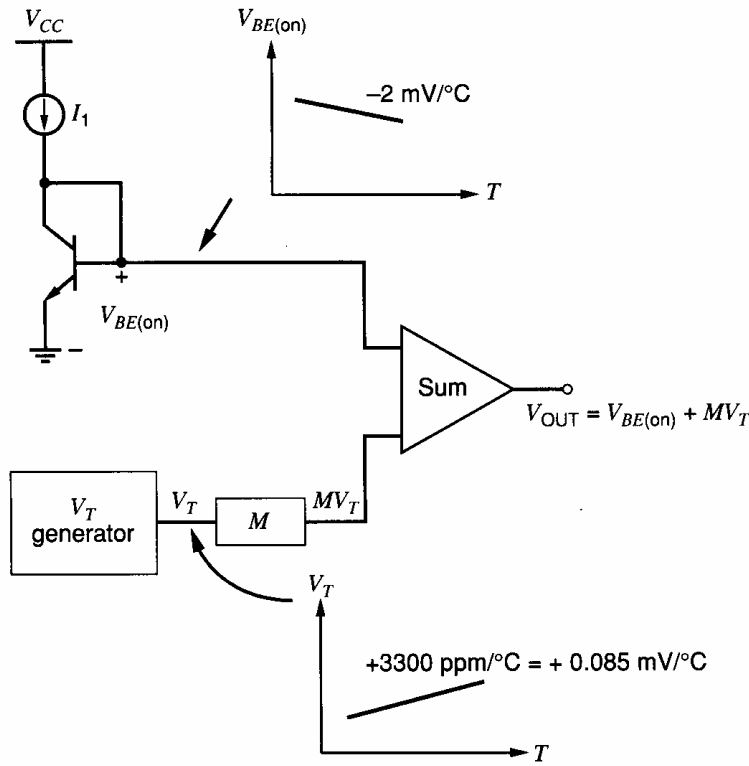 V_CC
V_BE(on)
−2 mV/°C
I_1
T
+
V_BE(on)
−
Sum
V_OUT = V_BE(on) + MV_T
V_T generator
V_T
M
MV_T
V_T
+3300 ppm/°C = + 0.085 mV/°C
T